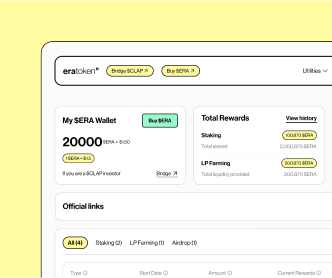 eratoken°
Bridge $CLAP ↗
Buy $ERA ↗
Utilities
My $ERA Wallet
Buy $ERA
20000 $ERA ≈ $150
1 $ERA = $1.5
If you are a $CLAP investor
Bridge ↗
Total Rewards
View history
Staking
100,870 $ERA
Total staked
2,000,870 $ERA
LP Farming
200,870 $ERA
Total liquidity provided
200,870 $ERA
Official links
All (4)
Staking (2)
LP Farming (1)
Airdrop (1)
Type
Start Date
Amount
Current Rewards